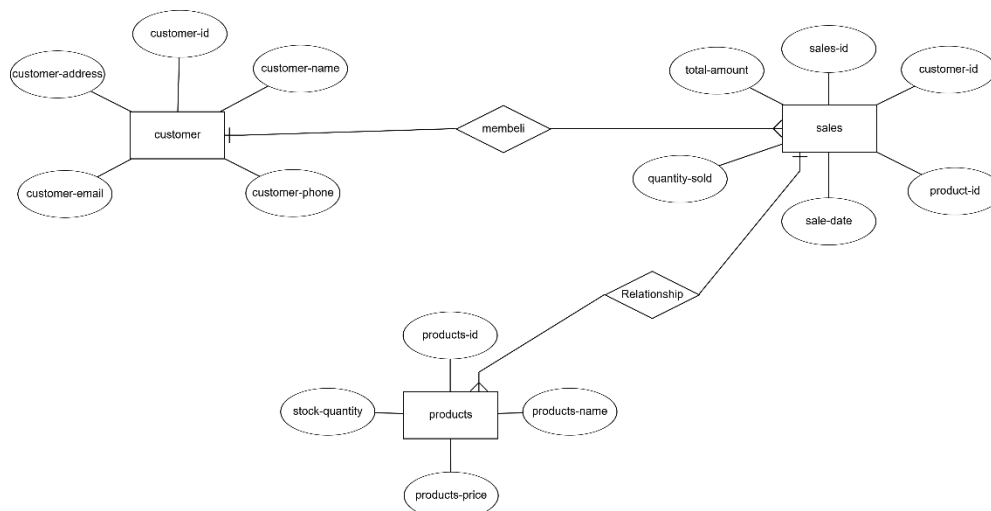 customer-id
customer-address
customer-name
customer
customer-email
customer-phone
membeli
sales-id
total-amount
customer-id
sales
quantity-sold
product-id
sale-date
Relationship
products-id
stock-quantity
products
products-name
products-price